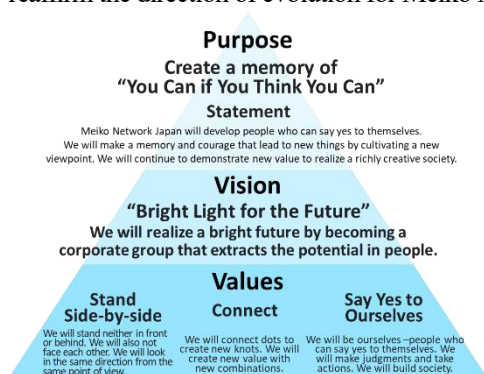 reaffirm the direction of evolution for Meiko
Purpose
Create a memory of
“You Can if You Think You Can”
Statement
Meiko Network Japan will develop people who can say yes to themselves.
We will make a memory and courage that lead to new things by cultivating a new
viewpoint. We will continue to demonstrate new value to realize a richly creative society.
Vision
“Bright Light for the Future”
We will realize a bright future by becoming a
corporate group that extracts the potential in people.
Values
Stand
Side-by-side
We will stand neither in front
or behind. We will also not
face each other. We will look
in the same direction from the
same point of view.
Connect
We will connect dots to
create new knots. We will
create new value with
new combinations.
Say Yes to
Ourselves
We will be ourselves –people who
can say yes to themselves. We
will make judgments and take
actions. We will build society.